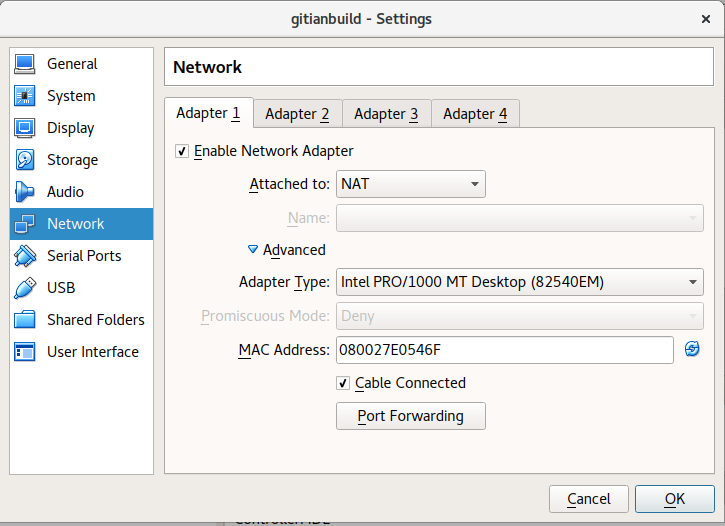 gitianbuild - Settings
General
System
Display
Storage
Audio
Network
Serial Ports
USB
Shared Folders
User Interface
Network
Adapter 1 Adapter 2 Adapter 3 Adapter 4
Enable Network Adapter
Attached to: NAT
Name:
Advanced
Adapter Type: Intel PRO/1000 MT Desktop (82540EM)
Promiscuous Mode: Deny
MAC Address: 080027E0546F
Cable Connected
Port Forwarding
Cancel OK